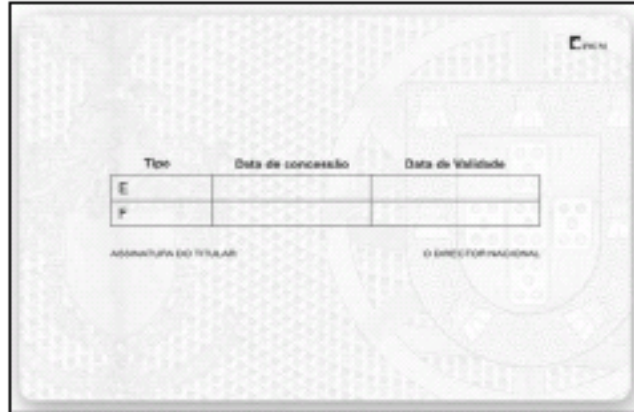 Tipo Data de concessão Data de Validade
E
F
ASSINATURA DO TITULAR O DIRECTOR NACIONAL